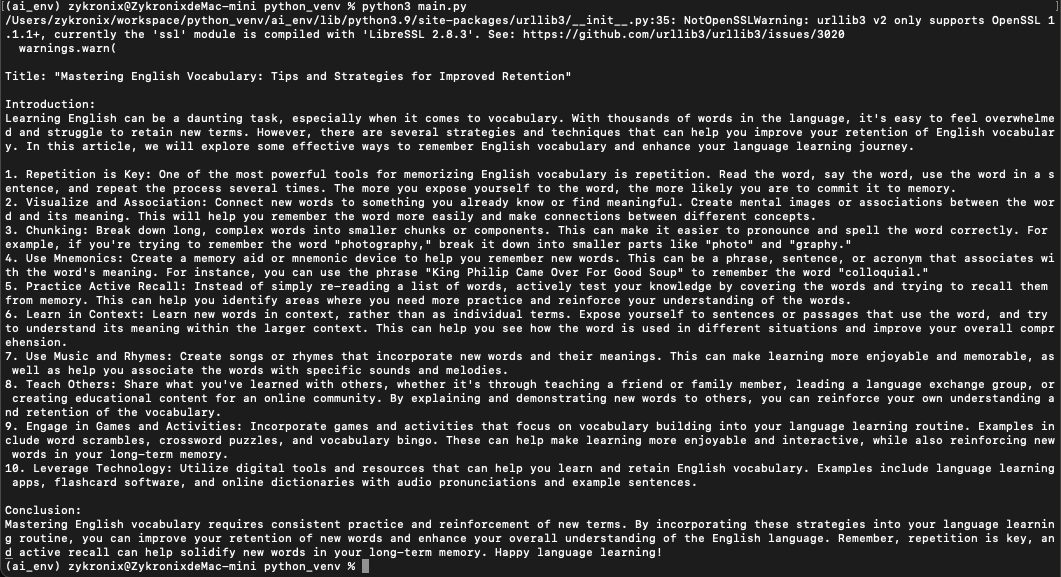 (ai_env) zykronix@ZykronixdeMac-mini python_venv % python3 main.py
/Users/zykronix/workspace/python_venv/ai_env/lib/python3.9/site-packages/urllib3/__init__.py:35: NotOpenSSLWarning: urllib3 v2 only supports OpenSSL 1
.1.1+, currently the 'ssl' module is compiled with 'LibreSSL 2.8.3'. See: https://github.com/urllib3/urllib3/issues/3020
  warnings.warn(
Title: "Mastering English Vocabulary: Tips and Strategies for Improved Retention"
Introduction:
Learning English can be a daunting task, especially when it comes to vocabulary. With thousands of words in the language, it's easy to feel overwhelme
d and struggle to retain new terms. However, there are several strategies and techniques that can help you improve your retention of English vocabular
y. In this article, we will explore some effective ways to remember English vocabulary and enhance your language learning journey.
1. Repetition is Key: One of the most powerful tools for memorizing English vocabulary is repetition. Read the word, say the word, use the word in a s
entence, and repeat the process several times. The more you expose yourself to the word, the more likely you are to commit it to memory.
2. Visualize and Association: Connect new words to something you already know or find meaningful. Create mental images or associations between the wor
d and its meaning. This will help you remember the word more easily and make connections between different concepts.
3. Chunking: Break down long, complex words into smaller chunks or components. This can make it easier to pronounce and spell the word correctly. For
example, if you're trying to remember the word "photography," break it down into smaller parts like "photo" and "graphy."
4. Use Mnemonics: Create a memory aid or mnemonic device to help you remember new words. This can be a phrase, sentence, or acronym that associates wi
th the word's meaning. For instance, you can use the phrase "King Philip Came Over For Good Soup" to remember the word "colloquial."
5. Practice Active Recall: Instead of simply re-reading a list of words, actively test your knowledge by covering the words and trying to recall them
from memory. This can help you identify areas where you need more practice and reinforce your understanding of the words.
6. Learn in Context: Learn new words in context, rather than as individual terms. Expose yourself to sentences or passages that use the word, and try
to understand its meaning within the larger context. This can help you see how the word is used in different situations and improve your overall compr
ehension.
7. Use Music and Rhymes: Create songs or rhymes that incorporate new words and their meanings. This can make learning more enjoyable and memorable, as
 well as help you associate the words with specific sounds and melodies.
8. Teach Others: Share what you've learned with others, whether it's through teaching a friend or family member, leading a language exchange group, or
 creating educational content for an online community. By explaining and demonstrating new words to others, you can reinforce your own understanding a
nd retention of the vocabulary.
9. Engage in Games and Activities: Incorporate games and activities that focus on vocabulary building into your language learning routine. Examples in
clude word scrambles, crossword puzzles, and vocabulary bingo. These can help make learning more enjoyable and interactive, while also reinforcing new
 words in your long-term memory.
10. Leverage Technology: Utilize digital tools and resources that can help you learn and retain English vocabulary. Examples include language learning
 apps, flashcard software, and online dictionaries with audio pronunciations and example sentences.
Conclusion:
Mastering English vocabulary requires consistent practice and reinforcement of new terms. By incorporating these strategies into your language learnin
g routine, you can improve your retention of new words and enhance your overall understanding of the English language. Remember, repetition is key, an
d active recall can help solidify new words in your long-term memory. Happy language learning!
(ai_env) zykronix@ZykronixdeMac-mini python_venv %